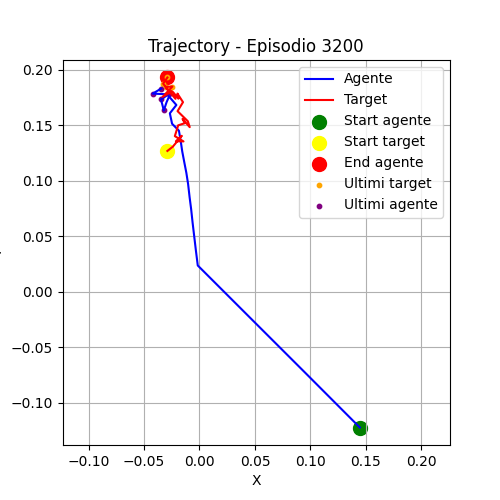 Trajectory - Episodio 3200
Agente
Target
Start agente
Start target
End agente
Ultimi target
Ultimi agente
0.20
0.15
0.10
0.05
0.00
−0.05
−0.10
−0.10
−0.05
0.00
0.05
0.10
0.15
0.20
X